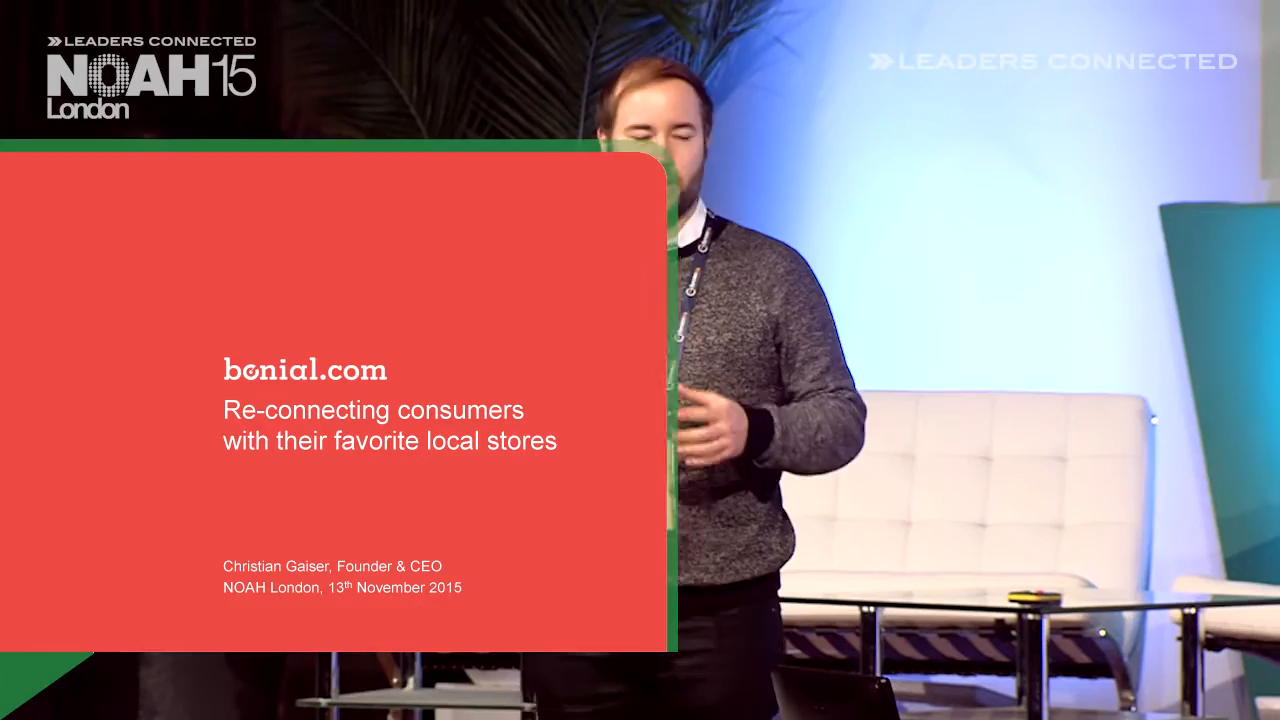 LEADERS CONNECTED
NOAH15
London
LEADERS CONNECTED
bonial.com
Re-connecting consumers
with their favorite local stores
Christian Gaiser, Founder & CEO
NOAH London, 13th November 2015